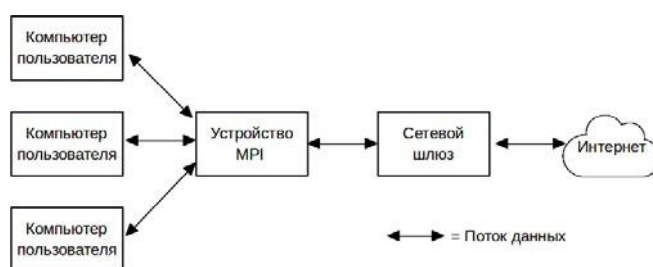 Компьютер
пользователя
Компьютер
пользователя
Устройство
MPI
Сетевой
шлюз
Интернет
Компьютер
пользователя
= Поток данных